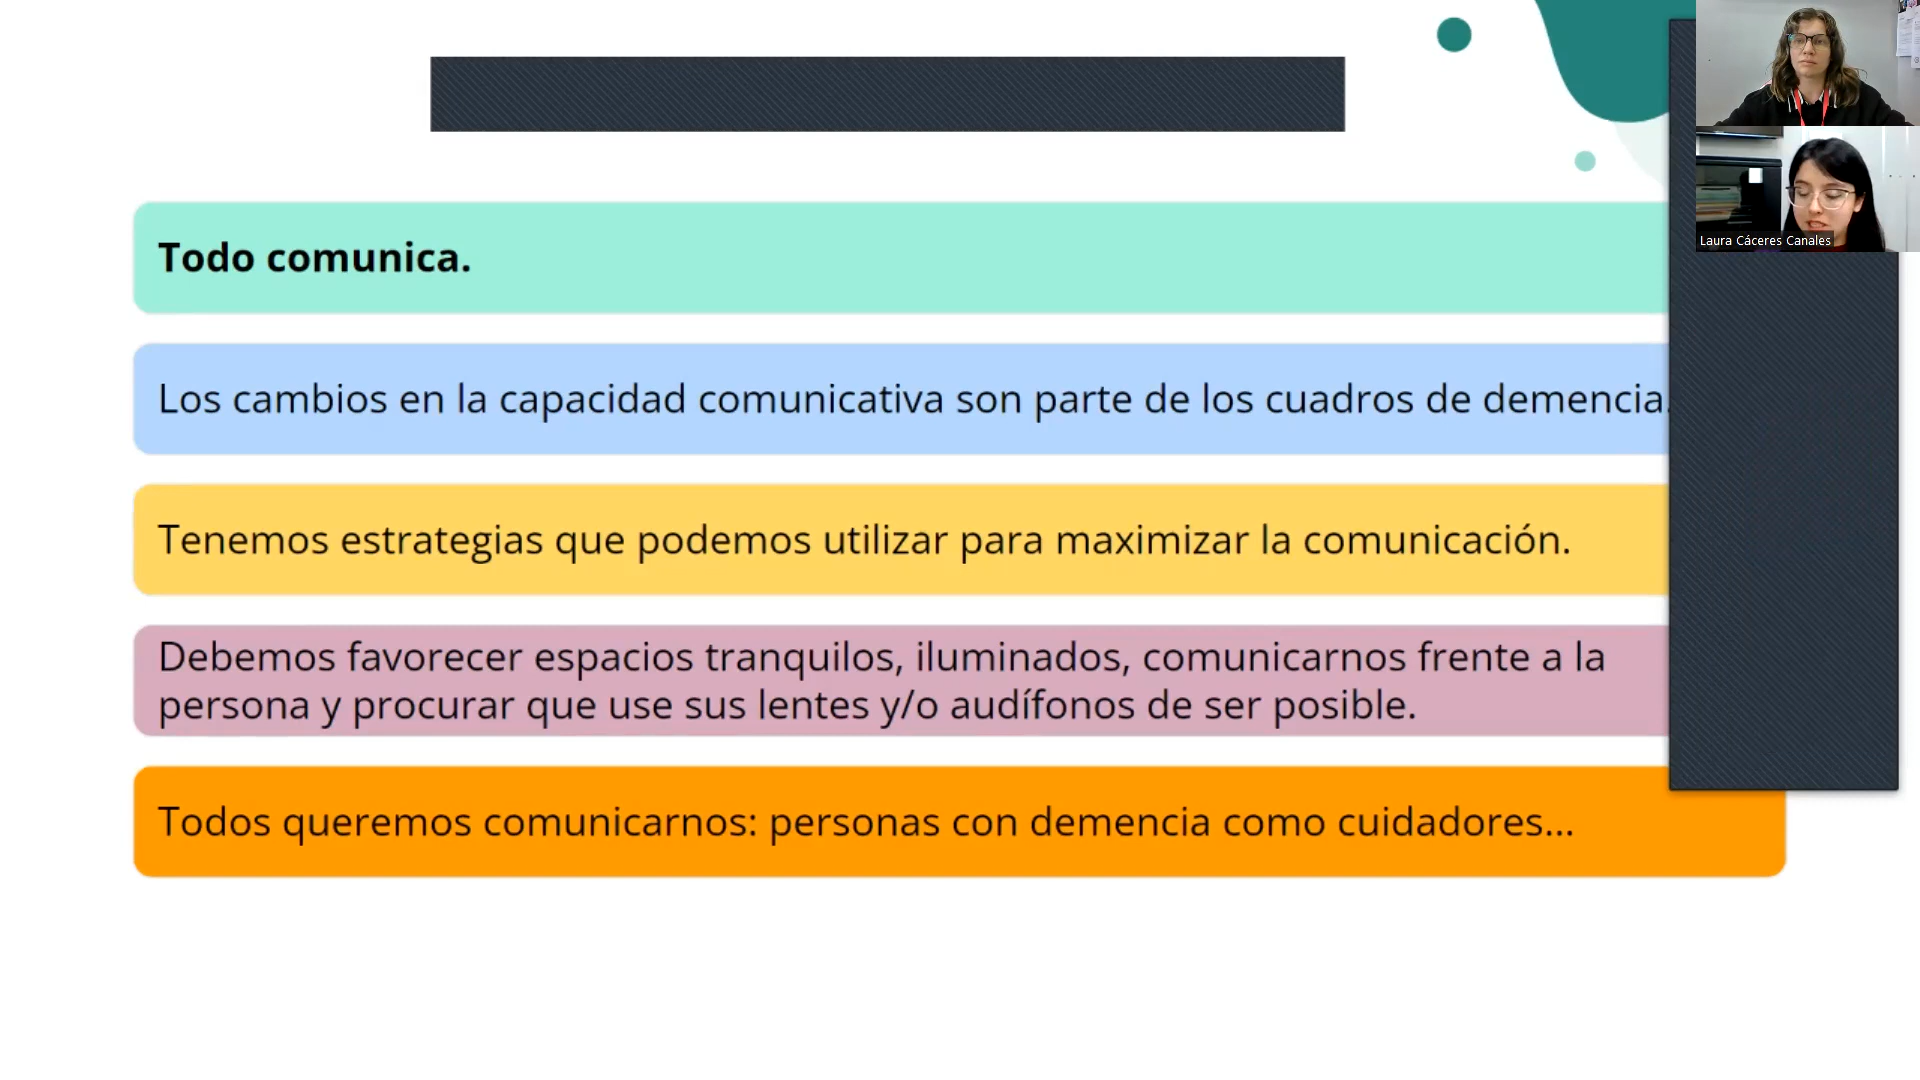 Laura Cáceres Canales
Todo comunica.
Los cambios en la capacidad comunicativa son parte de los cuadros de demencia.
Tenemos estrategias que podemos utilizar para maximizar la comunicación.
Debemos favorecer espacios tranquilos, iluminados, comunicarnos frente a la
persona y procurar que use sus lentes y/o audífonos de ser posible.
Todos queremos comunicarnos: personas con demencia como cuidadores...